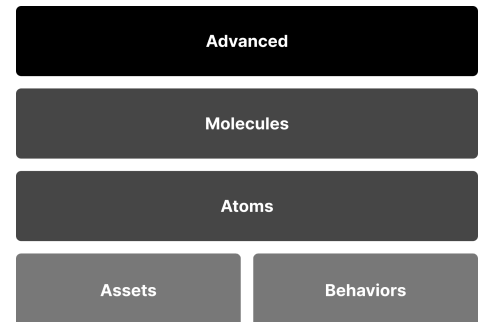 Advanced
Molecules
Atoms
Assets
Behaviors